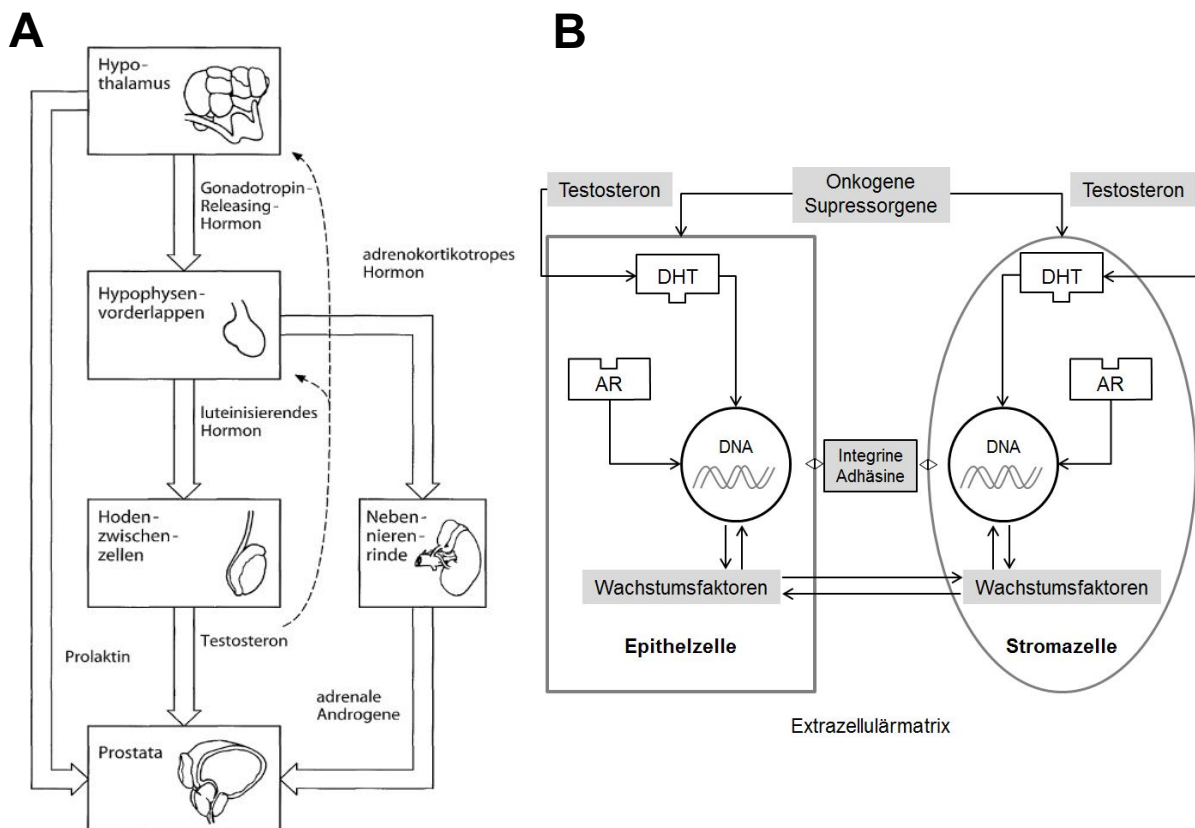 A
Hypo-
thalamus
Gonadotropin-
Releasing-
Hormon
adrenokortikotropes
Hormon
Hypophysen-
vorderlappen
luteinisierendes
Hormon
Hoden-
zwischen-
zellen
Neben-
nieren-
rinde
Testosteron
Prolaktin
adrenale
Androgene
Prostata
B
Testosteron
Onkogene
Supressorgene
Testosteron
DHT
DHT
AR
AR
DNA
Integrine
Adhäsine
DNA
Wachstumsfaktoren
Wachstumsfaktoren
Epithelzelle
Stromazelle
Extrazellulärmatrix